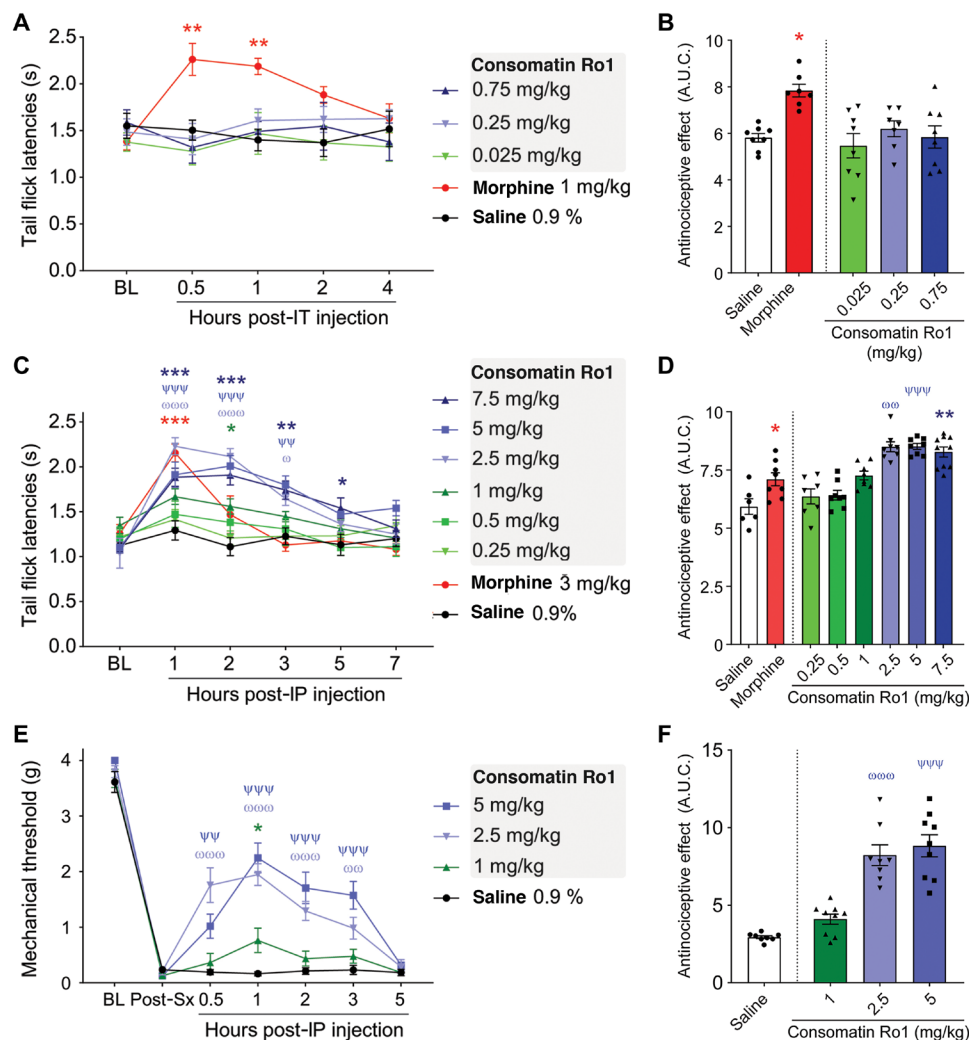 A
Tail flick latencies (s)
2.5
2.0
1.5
1.0
0.5
0.0
**
**
BL
0.5
1
2
4
Hours post-IT injection
Consomatin Ro1
0.75 mg/kg
0.25 mg/kg
0.025 mg/kg
Morphine 1 mg/kg
Saline 0.9 %
B
Antinociceptive effect (A.U.C.)
10
8
6
4
2
0
*
Saline
Morphine
0.025
0.25
0.75
Consomatin Ro1
(mg/kg)
C
Tail flick latencies (s)
2.5
2.0
1.5
1.0
0.5
0.0
***
ψψψ
ωωω
***
***
ψψψ
ωωω
*
**
ψψ
ω
*
BL
1
2
3
5
7
Hours post-IP injection
Consomatin Ro1
7.5 mg/kg
5 mg/kg
2.5 mg/kg
1 mg/kg
0.5 mg/kg
0.25 mg/kg
Morphine 3 mg/kg
Saline 0.9%
D
Antinociceptive effect (A.U.C.)
10
7.5
5
2.5
0
*
ωω
ψψψ
**
Saline
Morphine
0.25
0.5
1
2.5
5
7.5
Consomatin Ro1 (mg/kg)
E
Mechanical threshold (g)
4
3
2
1
0
ψψ
ωωω
ψψψ
ωωω
*
ψψψ
ωωω
ψψψ
ωω
BL
Post-Sx
0.5
1
2
3
5
Hours post-IP injection
Consomatin Ro1
5 mg/kg
2.5 mg/kg
1 mg/kg
Saline 0.9 %
F
Antinociceptive effect (A.U.C.)
15
10
5
0
ωωω
ψψψ
Saline
1
2.5
5
Consomatin Ro1 (mg/kg)